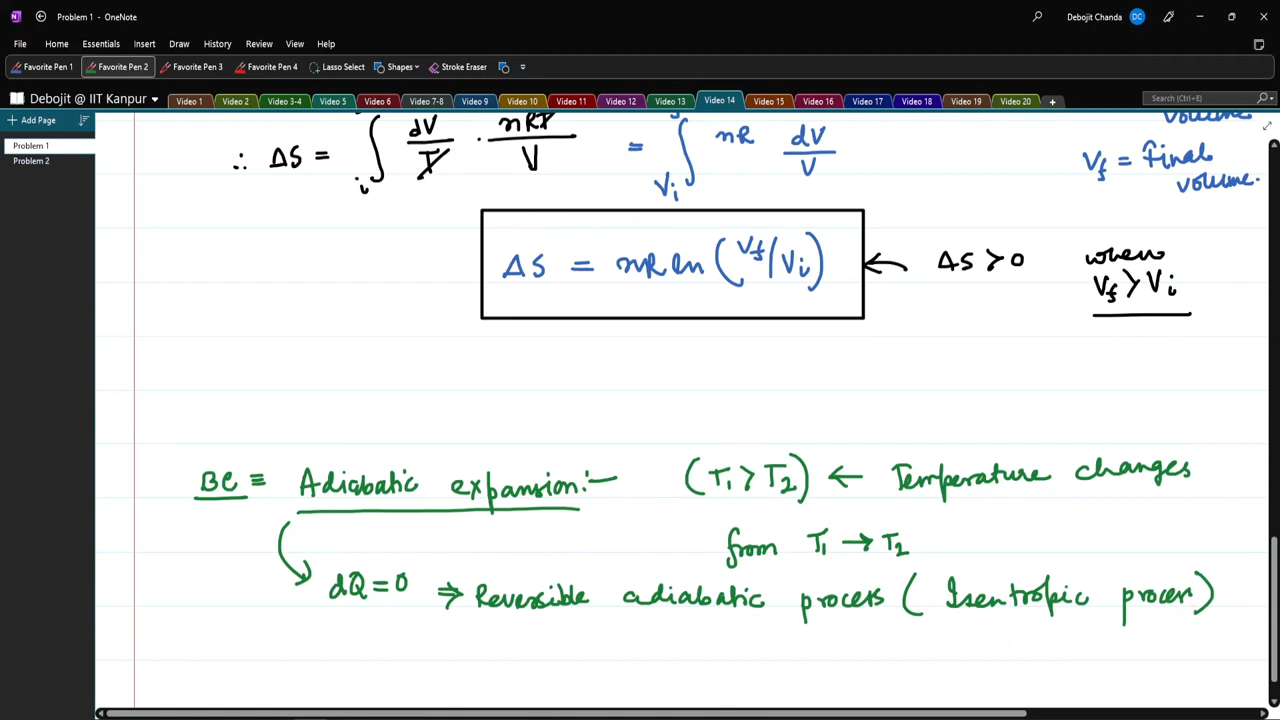 Problem 1 - OneNote
Debojit Chanda DC
File Home Essentials Insert Draw History Review View Help
Favorite Pen 1 Favorite Pen 2 Favorite Pen 3 Favorite Pen 4 Lasso Select Shapes Stroke Eraser
Debojit @ IIT Kanpur Video 1 Video 2 Video 3-4 Video 5 Video 6 Video 7-8 Video 9 Video 10 Video 11 Video 12 Video 13 Video 14 Video 15 Video 16 Video 17 Video 18 Video 19 Video 20 Search (Ctrl+E)
Add Page
Problem 1
Problem 2
volume
∴ ΔS = ∫i dV/T · nRT/V = ∫Vi nR dV/V
Vf = final
volume.
ΔS = nR ln (Vf/Vi) ← ΔS > 0 when
Vf > Vi
BC ≡ Adiabatic expansion:- (T1 > T2) ← Temperature changes
from T1 → T2
dQ = 0 ⇒ Reversible adiabatic process (Isentropic process)